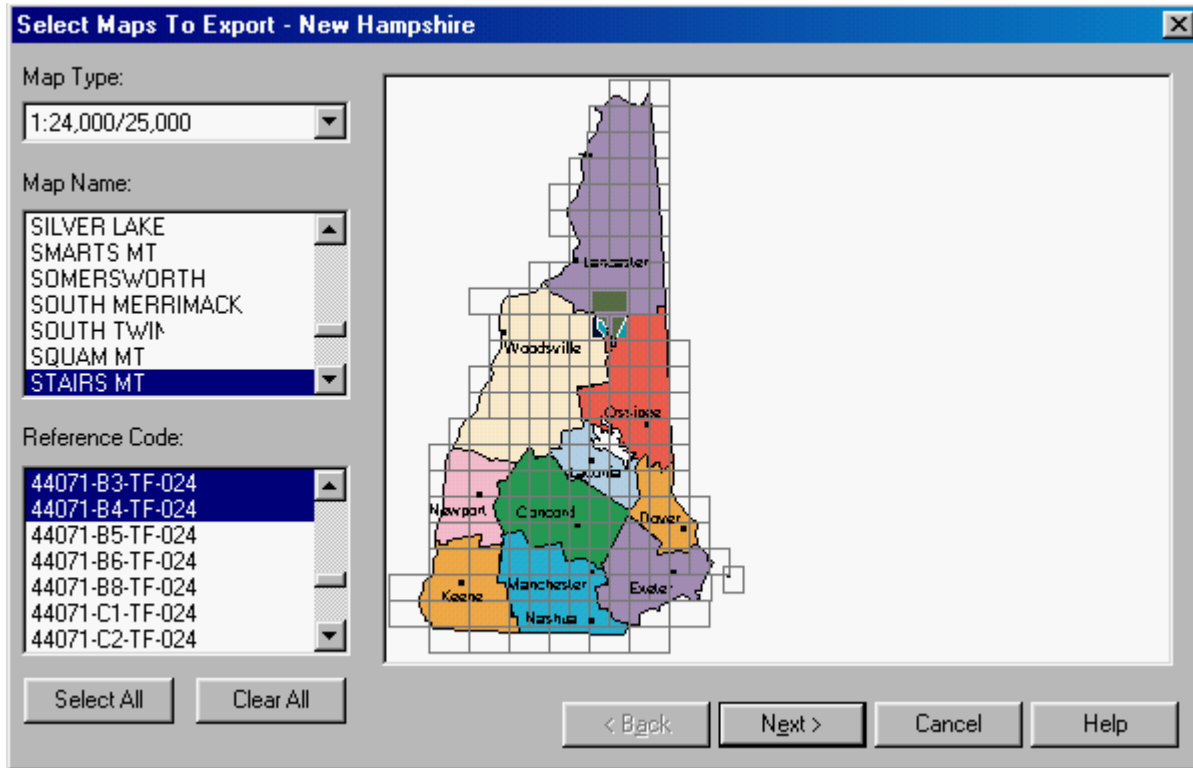 Select Maps To Export - New Hampshire
Map Type:
1:24,000/25,000
Map Name:
SILVER LAKE
SMARTS MT
SOMERSWORTH
SOUTH MERRIMACK
SOUTH TWIN
SQUAM MT
STAIRS MT
Reference Code:
44071-B3-TF-024
44071-B4-TF-024
44071-B5-TF-024
44071-B6-TF-024
44071-B8-TF-024
44071-C1-TF-024
44071-C2-TF-024
Select All
Clear All
Lancaster
Woodsville
Ossipee
Laconia
Newport
Concord
Dover
Keene
Manchester
Exeter
Nashua
< Back
Next >
Cancel
Help